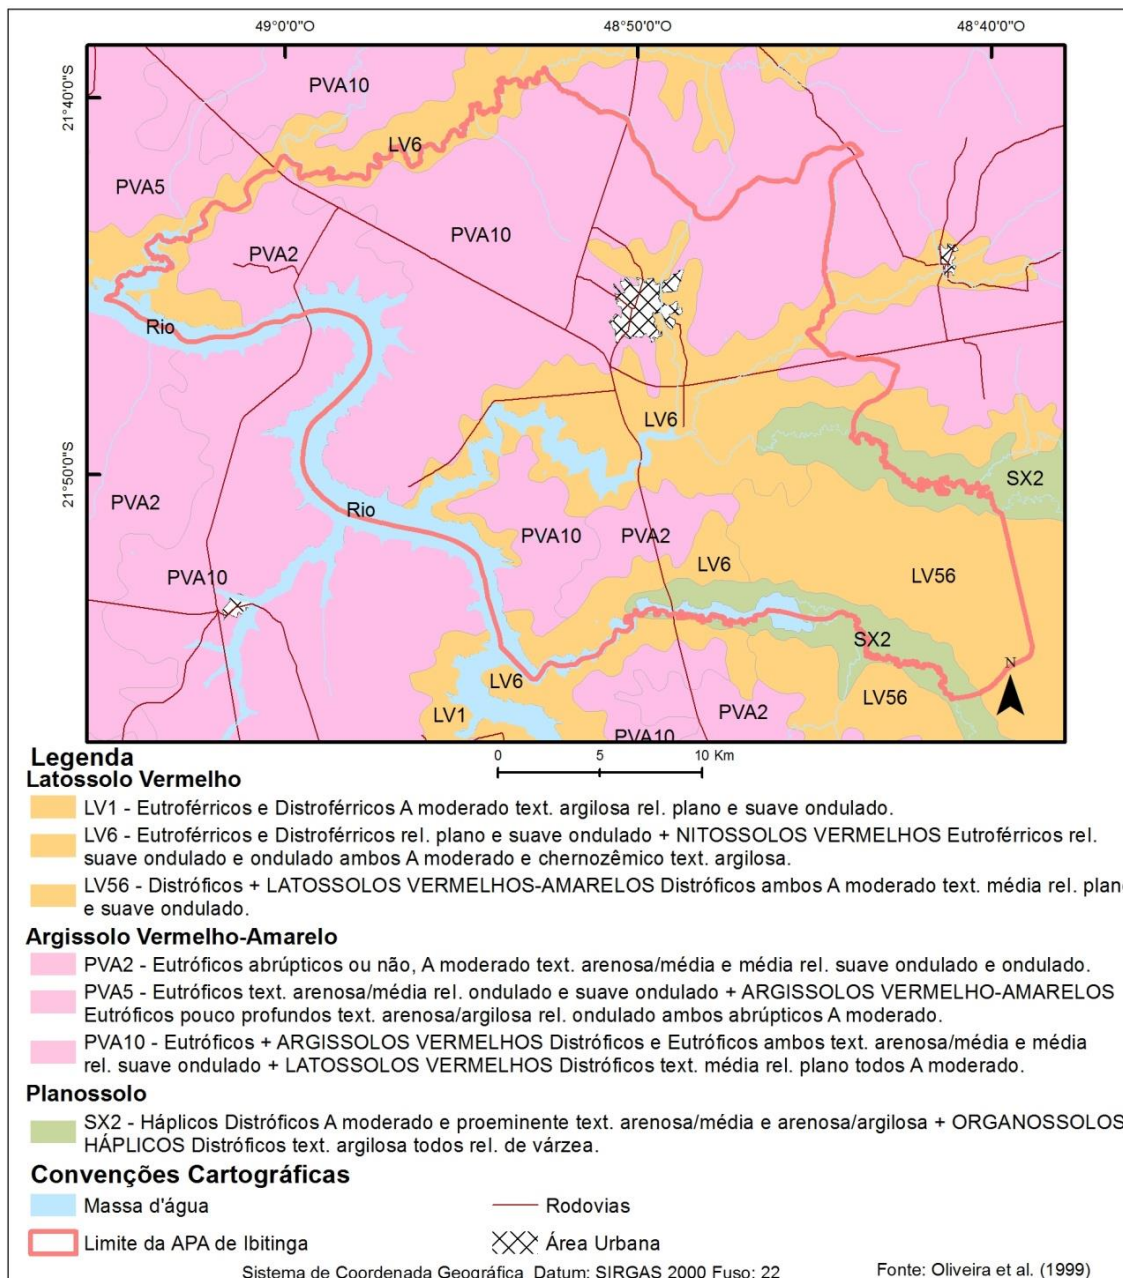 49°0'0"O 48°50'0"O 48°40'0"O
21°40'0"S
21°50'0"S
PVA10
LV6
PVA5
PVA2
PVA10
Rio
LV6
SX2
PVA2
Rio
PVA10
PVA2
LV6
PVA10
LV56
SX2
N
LV6
LV56
LV1
PVA2
PVA10
Legenda
0 5 10 Km
Latossolo Vermelho
LV1 - Eutroférricos e Distroférricos A moderado text. argilosa rel. plano e suave ondulado.
LV6 - Eutroférricos e Distroférricos rel. plano e suave ondulado + NITOSSOLOS VERMELHOS Eutroférricos rel.
suave ondulado e ondulado ambos A moderado e chernozêmico text. argilosa.
LV56 - Distróficos + LATOSSOLOS VERMELHOS-AMARELOS Distróficos ambos A moderado text. média rel. plano
e suave ondulado.
Argissolo Vermelho-Amarelo
PVA2 - Eutróficos abrúpticos ou não, A moderado text. arenosa/média e média rel. suave ondulado e ondulado.
PVA5 - Eutróficos text. arenosa/média rel. ondulado e suave ondulado + ARGISSOLOS VERMELHO-AMARELOS
Eutróficos pouco profundos text. arenosa/argilosa rel. ondulado ambos abrúpticos A moderado.
PVA10 - Eutróficos + ARGISSOLOS VERMELHOS Distróficos e Eutróficos ambos text. arenosa/média e média
rel. suave ondulado + LATOSSOLOS VERMELHOS Distróficos text. média rel. plano todos A moderado.
Planossolo
SX2 - Háplicos Distróficos A moderado e proeminente text. arenosa/média e arenosa/argilosa + ORGANOSSOLOS
HÁPLICOS Distróficos text. argilosa todos rel. de várzea.
Convenções Cartográficas
Massa d'água Rodovias
Limite da APA de Ibitinga Área Urbana
Sistema de Coordenada Geográfica Datum: SIRGAS 2000 Fuso: 22 Fonte: Oliveira et al. (1999)